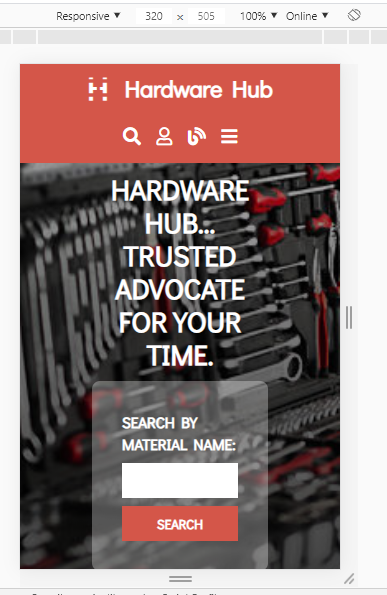 Responsive ▼ 320 × 505 100% ▼ Online ▼
Hardware Hub
HARDWARE
HUB...
TRUSTED
ADVOCATE
FOR YOUR
TIME.
SEARCH BY
MATERIAL NAME:
SEARCH